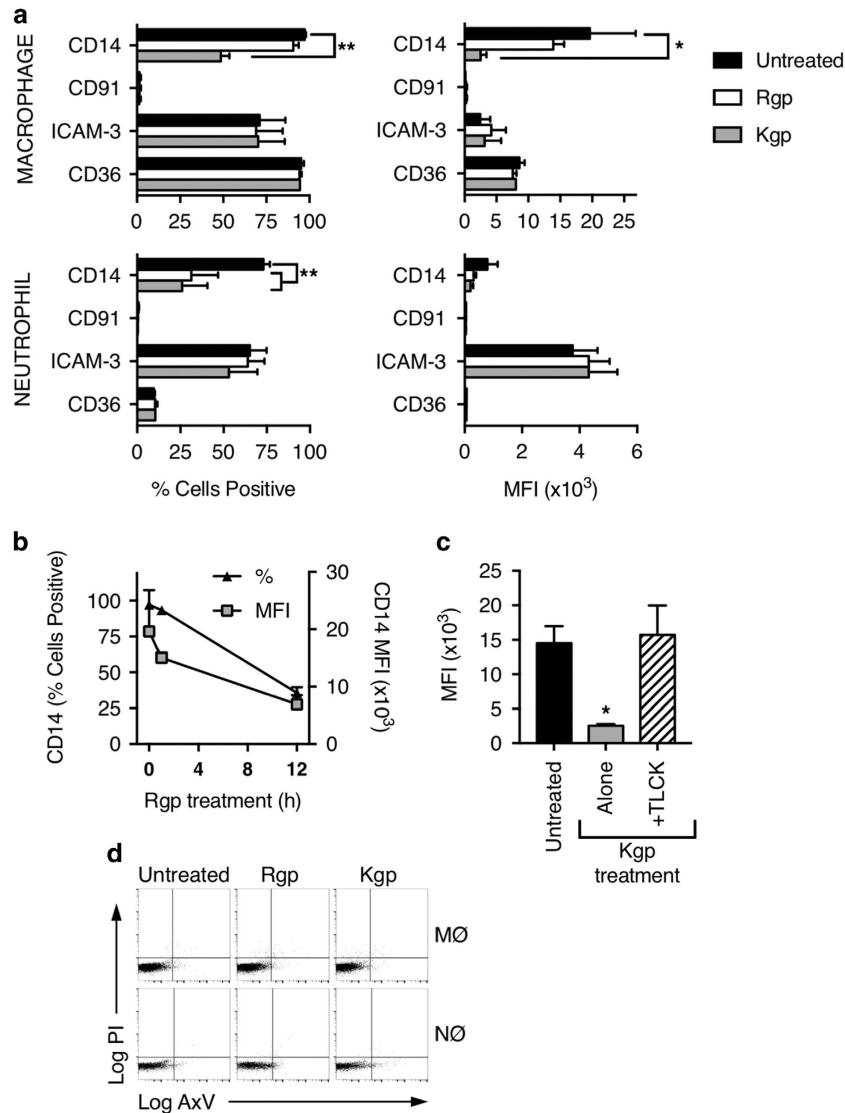 a
MACROPHAGE
CD14
CD91
ICAM-3
CD36
**
0 25 50 75 100
CD14
CD91
ICAM-3
CD36
*
0 5 10 15 20 25
Untreated
Rgp
Kgp
NEUTROPHIL
CD14
CD91
ICAM-3
CD36
**
0 25 50 75 100
% Cells Positive
CD14
CD91
ICAM-3
CD36
0 2 4 6
MFI (x10³)
b
CD14 (% Cells Positive)
100
75
50
25
0
%
MFI
30
20
10
0
CD14 MFI (x10³)
0 4 8 12
Rgp treatment (h)
c
MFI (x10³)
25
20
15
10
5
0
*
Untreated
Alone
+TLCK
Kgp
treatment
d
Untreated Rgp Kgp
MØ
NØ
Log PI
Log AxV